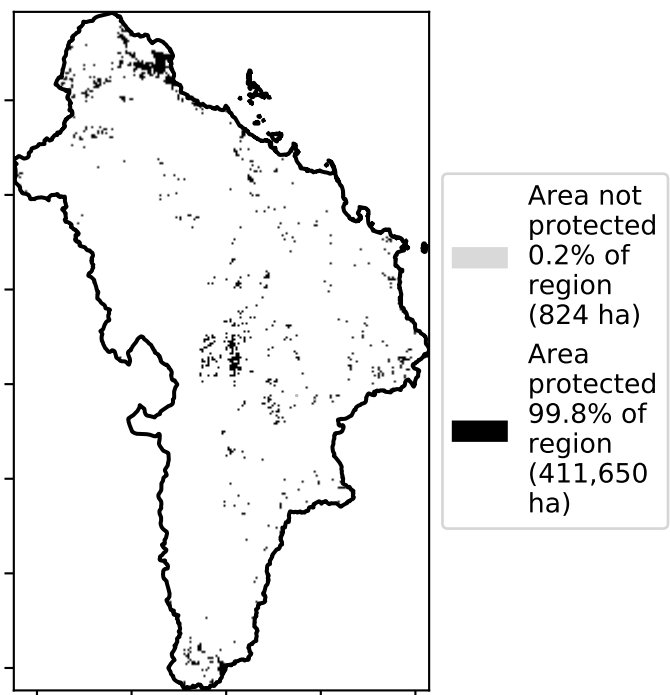 Area not
protected
0.2% of
region
(824 ha)
Area
protected
99.8% of
region
(411,650
ha)